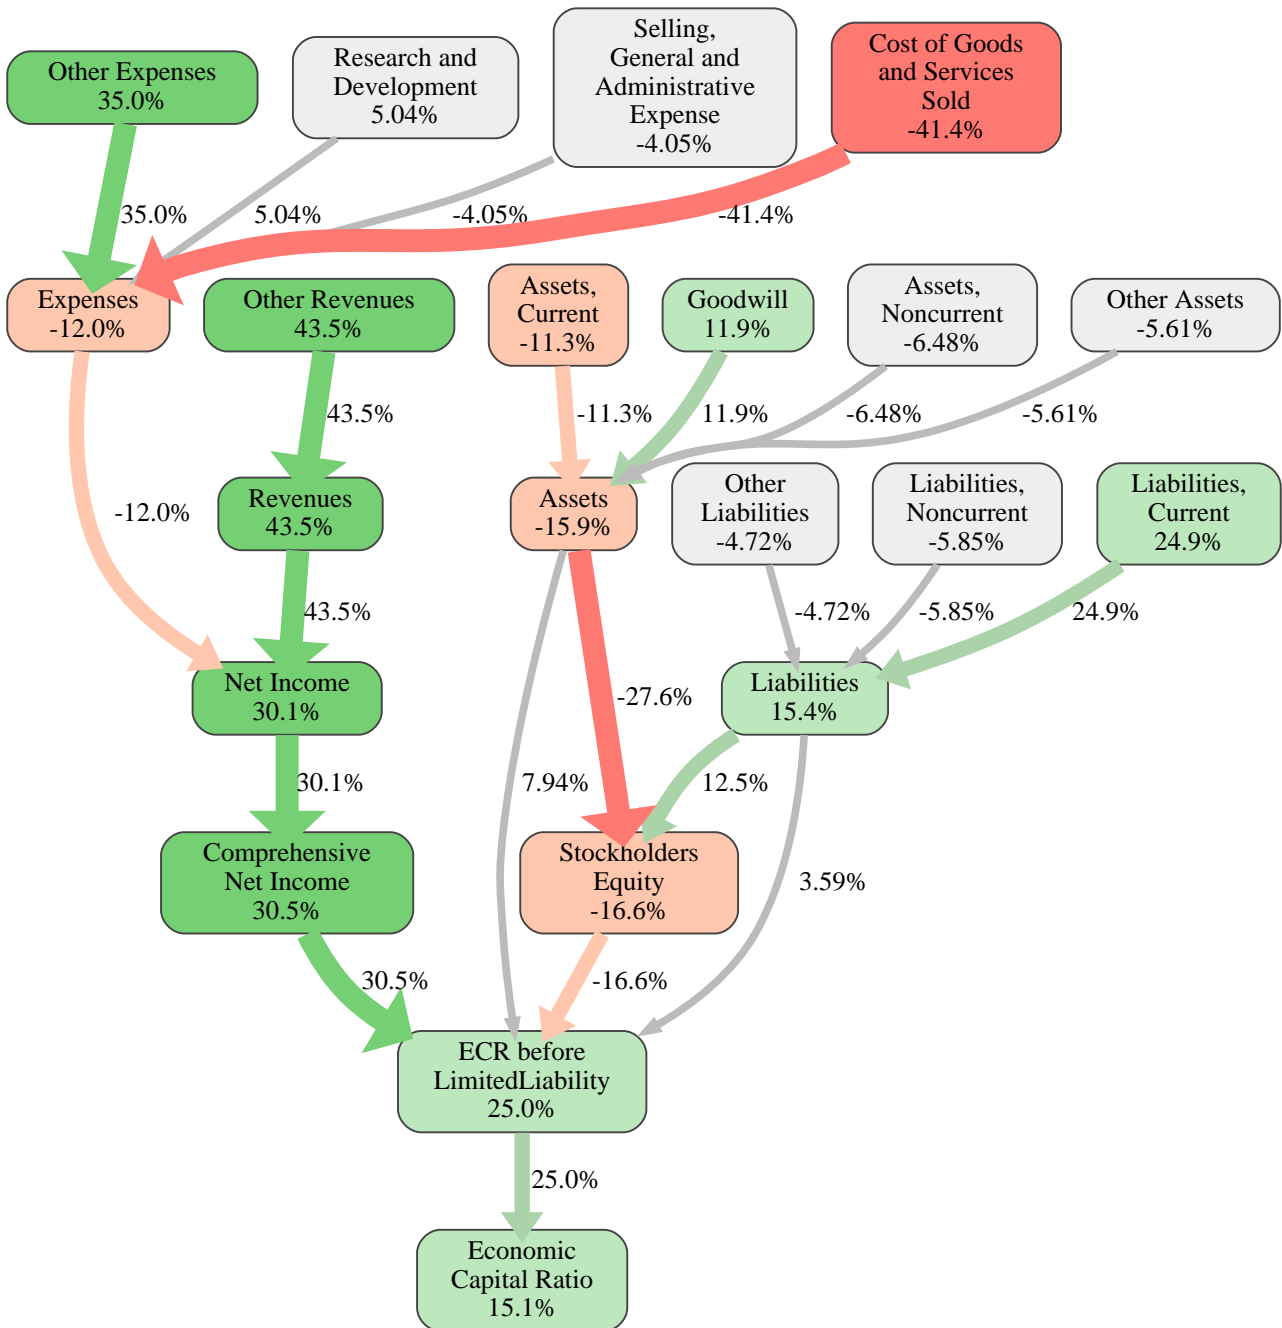 Other Expenses
35.0%
Research and
Development
5.04%
Selling,
General and
Administrative
Expense
-4.05%
Cost of Goods
and Services
Sold
-41.4%
35.0%
5.04%
-4.05%
-41.4%
Expenses
-12.0%
Other Revenues
43.5%
Assets,
Current
-11.3%
Goodwill
11.9%
Assets,
Noncurrent
-6.48%
Other Assets
-5.61%
43.5%
-11.3%
11.9%
-6.48%
-5.61%
-12.0%
Revenues
43.5%
Assets
-15.9%
Other
Liabilities
-4.72%
Liabilities,
Noncurrent
-5.85%
Liabilities,
Current
24.9%
43.5%
-4.72%
-5.85%
24.9%
Net Income
30.1%
-27.6%
Liabilities
15.4%
30.1%
7.94%
12.5%
Comprehensive
Net Income
30.5%
Stockholders
Equity
-16.6%
3.59%
30.5%
-16.6%
ECR before
LimitedLiability
25.0%
25.0%
Economic
Capital Ratio
15.1%